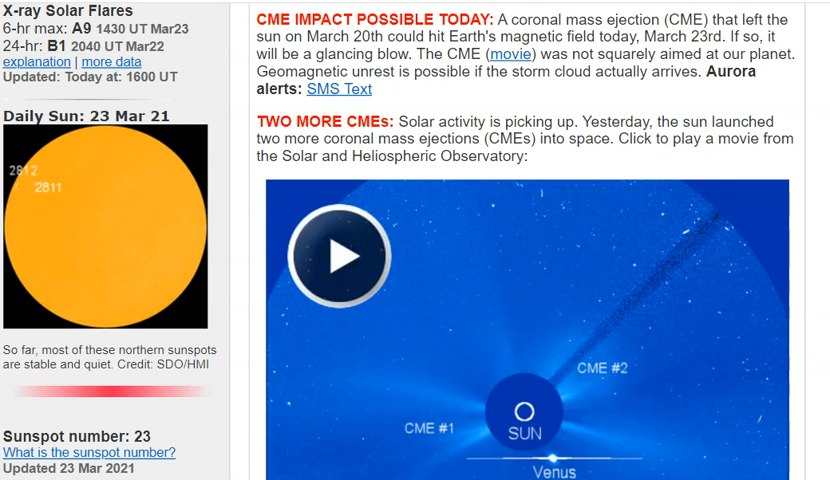 X-ray Solar Flares
6-hr max: A9 1430 UT Mar23
24-hr: B1 2040 UT Mar22
explanation | more data
Updated: Today at: 1600 UT
Daily Sun: 23 Mar 21
2812
2811
So far, most of these northern sunspots
are stable and quiet. Credit: SDO/HMI
Sunspot number: 23
What is the sunspot number?
Updated 23 Mar 2021
CME IMPACT POSSIBLE TODAY: A coronal mass ejection (CME) that left the
sun on March 20th could hit Earth's magnetic field today, March 23rd. If so, it
will be a glancing blow. The CME (movie) was not squarely aimed at our planet.
Geomagnetic unrest is possible if the storm cloud actually arrives. Aurora
alerts: SMS Text
TWO MORE CMEs: Solar activity is picking up. Yesterday, the sun launched
two more coronal mass ejections (CMEs) into space. Click to play a movie from
the Solar and Heliospheric Observatory:
CME #2
CME #1
SUN
Venus